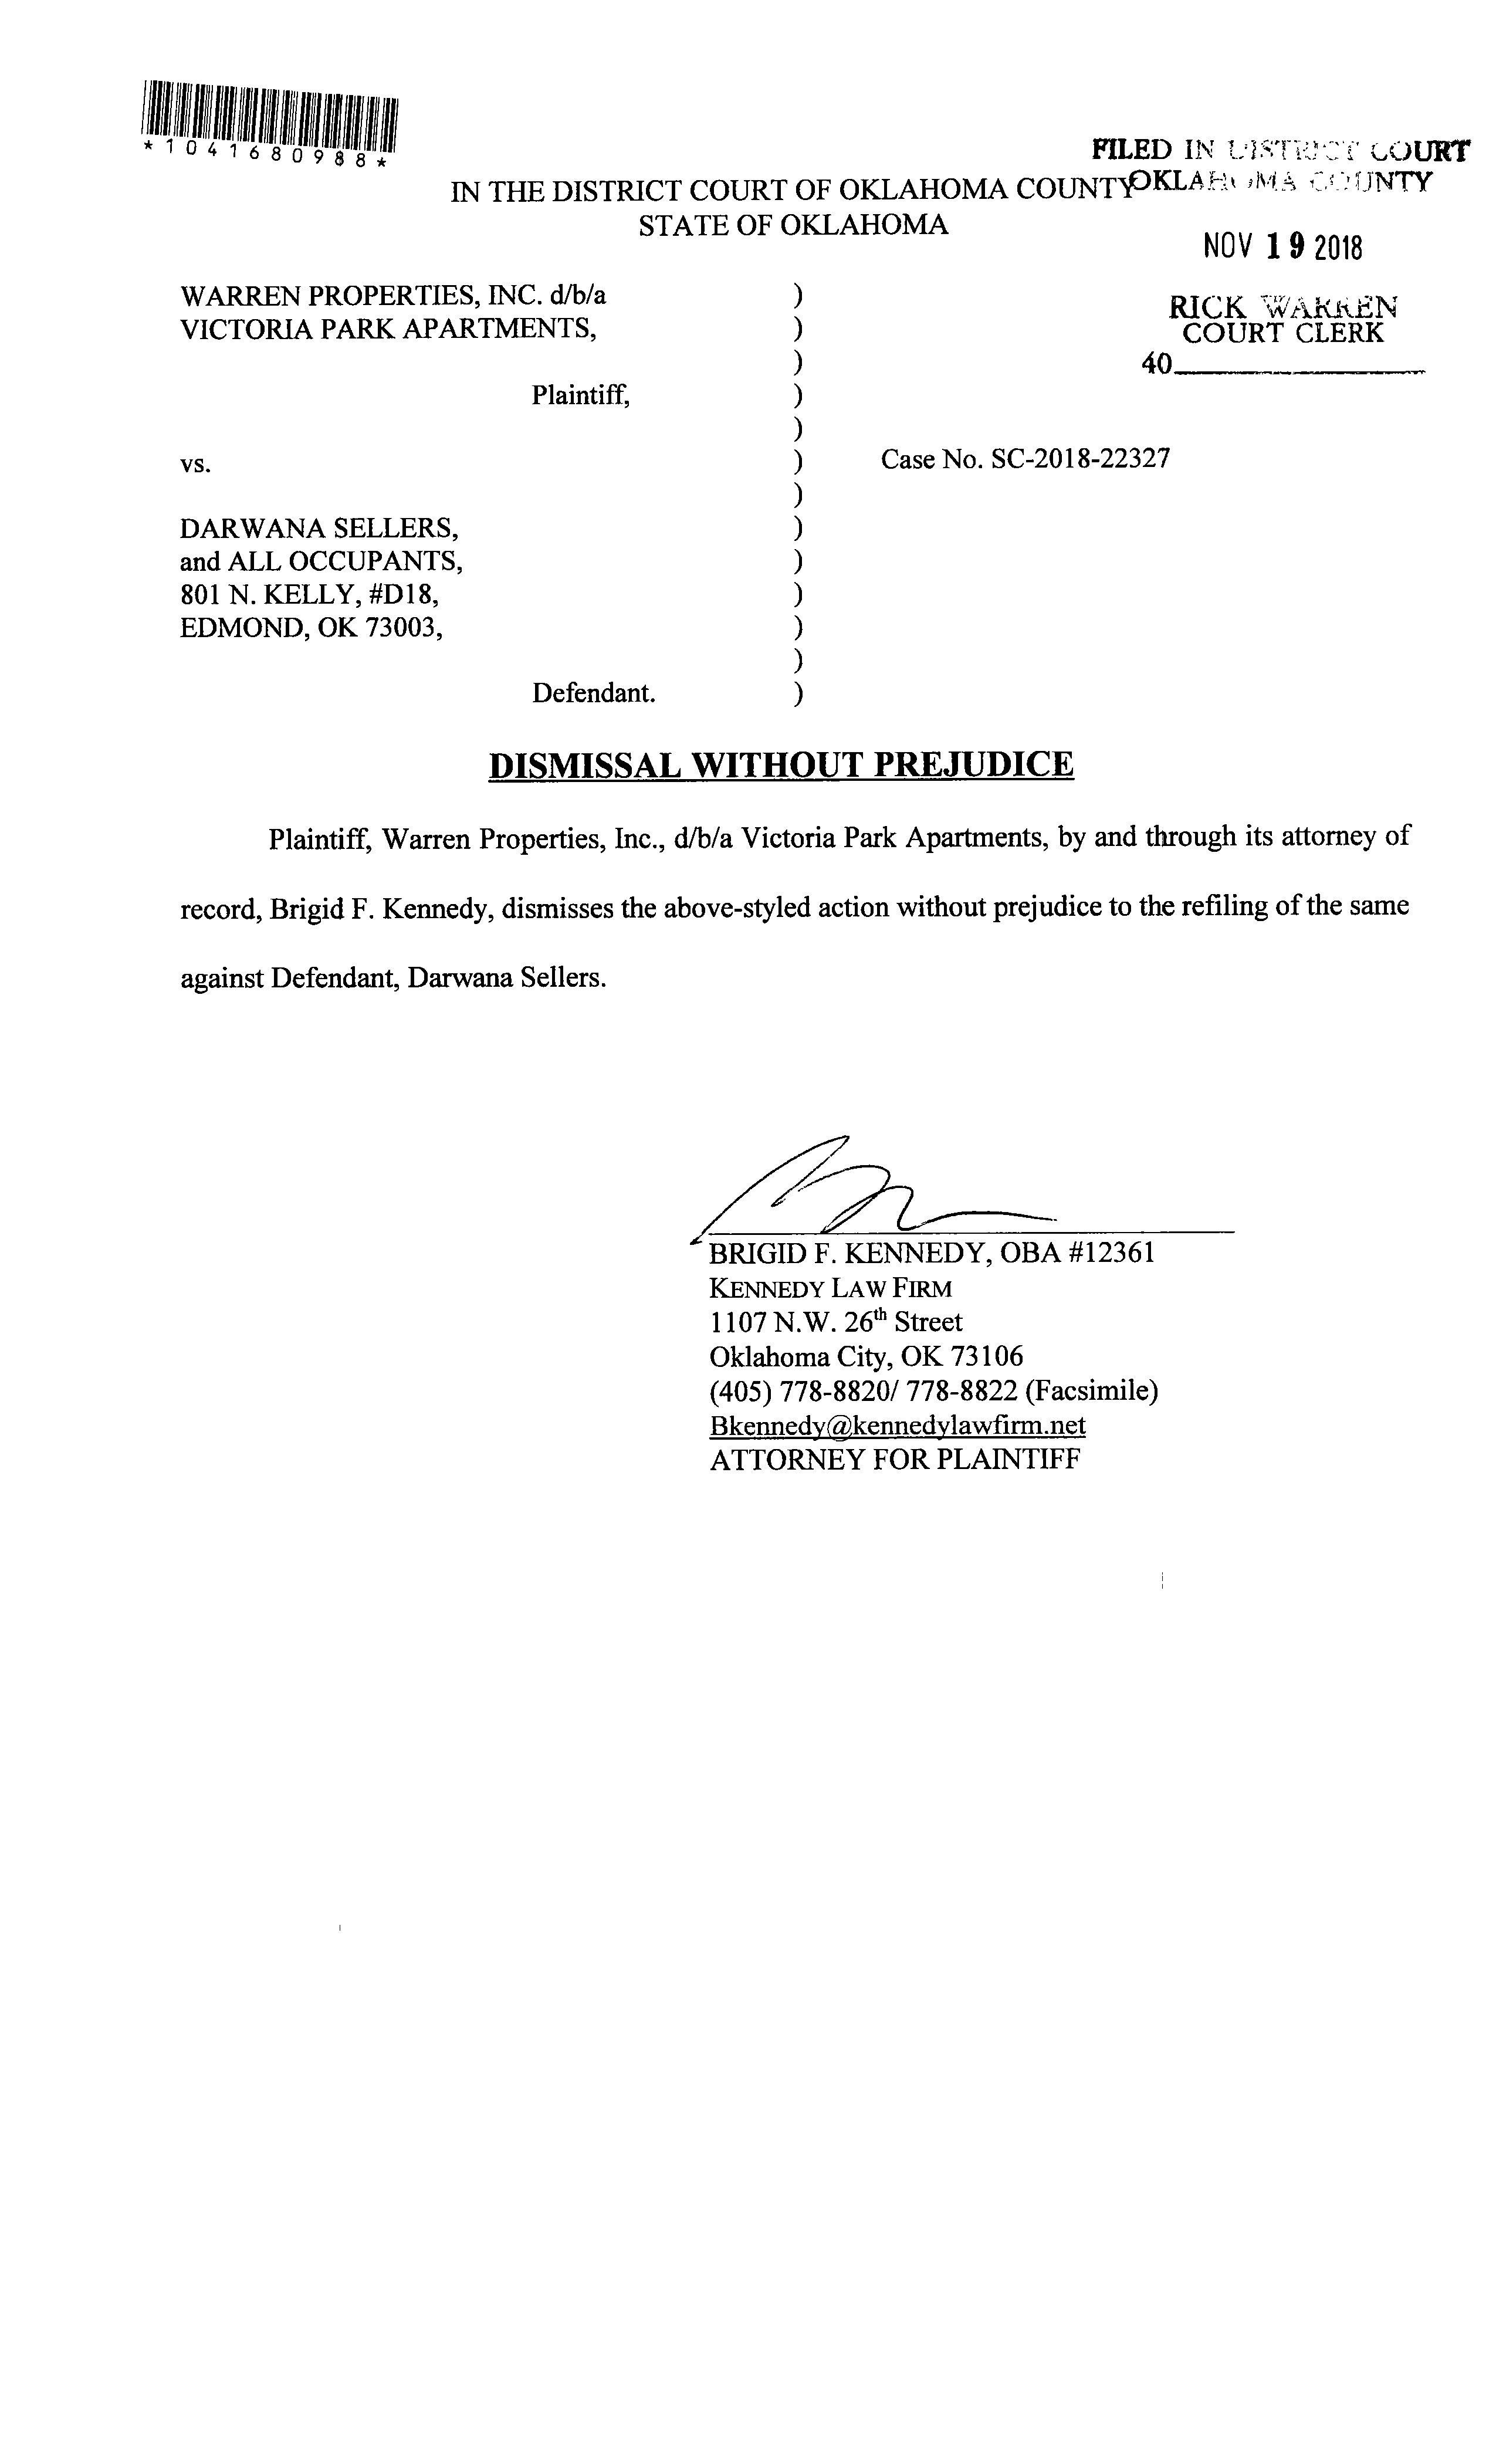 *1041680988*
FILED IN DISTRICT COURT
OKLAHOMA COUNTY
IN THE DISTRICT COURT OF OKLAHOMA COUNTY
STATE OF OKLAHOMA
NOV 19 2018
RICK WARREN
COURT CLERK
40
WARREN PROPERTIES, INC. d/b/a )
VICTORIA PARK APARTMENTS, )
)
Plaintiff, )
)
vs. ) Case No. SC-2018-22327
)
DARWANA SELLERS, )
and ALL OCCUPANTS, )
801 N. KELLY, #D18, )
EDMOND, OK 73003, )
)
Defendant. )
DISMISSAL WITHOUT PREJUDICE
Plaintiff, Warren Properties, Inc., d/b/a Victoria Park Apartments, by and through its attorney of
record, Brigid F. Kennedy, dismisses the above-styled action without prejudice to the refiling of the same
against Defendant, Darwana Sellers.
BRIGID F. KENNEDY, OBA #12361
KENNEDY LAW FIRM
1107 N.W. 26th Street
Oklahoma City, OK 73106
(405) 778-8820/ 778-8822 (Facsimile)
Bkennedy@kennedylawfirm.net
ATTORNEY FOR PLAINTIFF